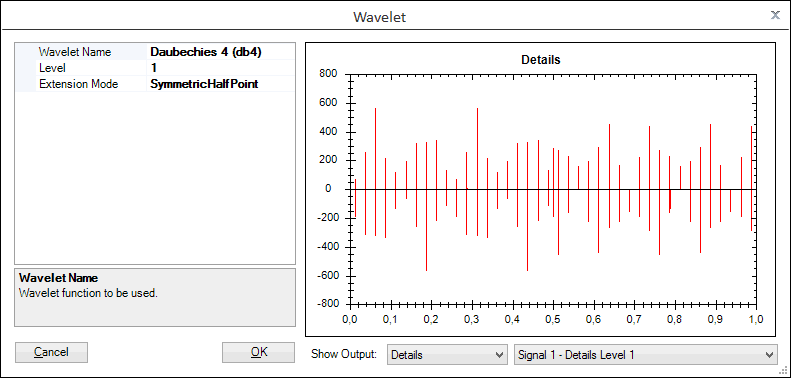 Wavelet
Wavelet Name Daubechies 4 (db4)
Level 1
Extension Mode SymmetricHalfPoint
Wavelet Name
Wavelet function to be used.
Cancel OK
Details
800
600
400
200
0
-200
-400
-600
-800
0,0 0,1 0,2 0,3 0,4 0,5 0,6 0,7 0,8 0,9 1,0
Show Output: Details Signal 1 - Details Level 1